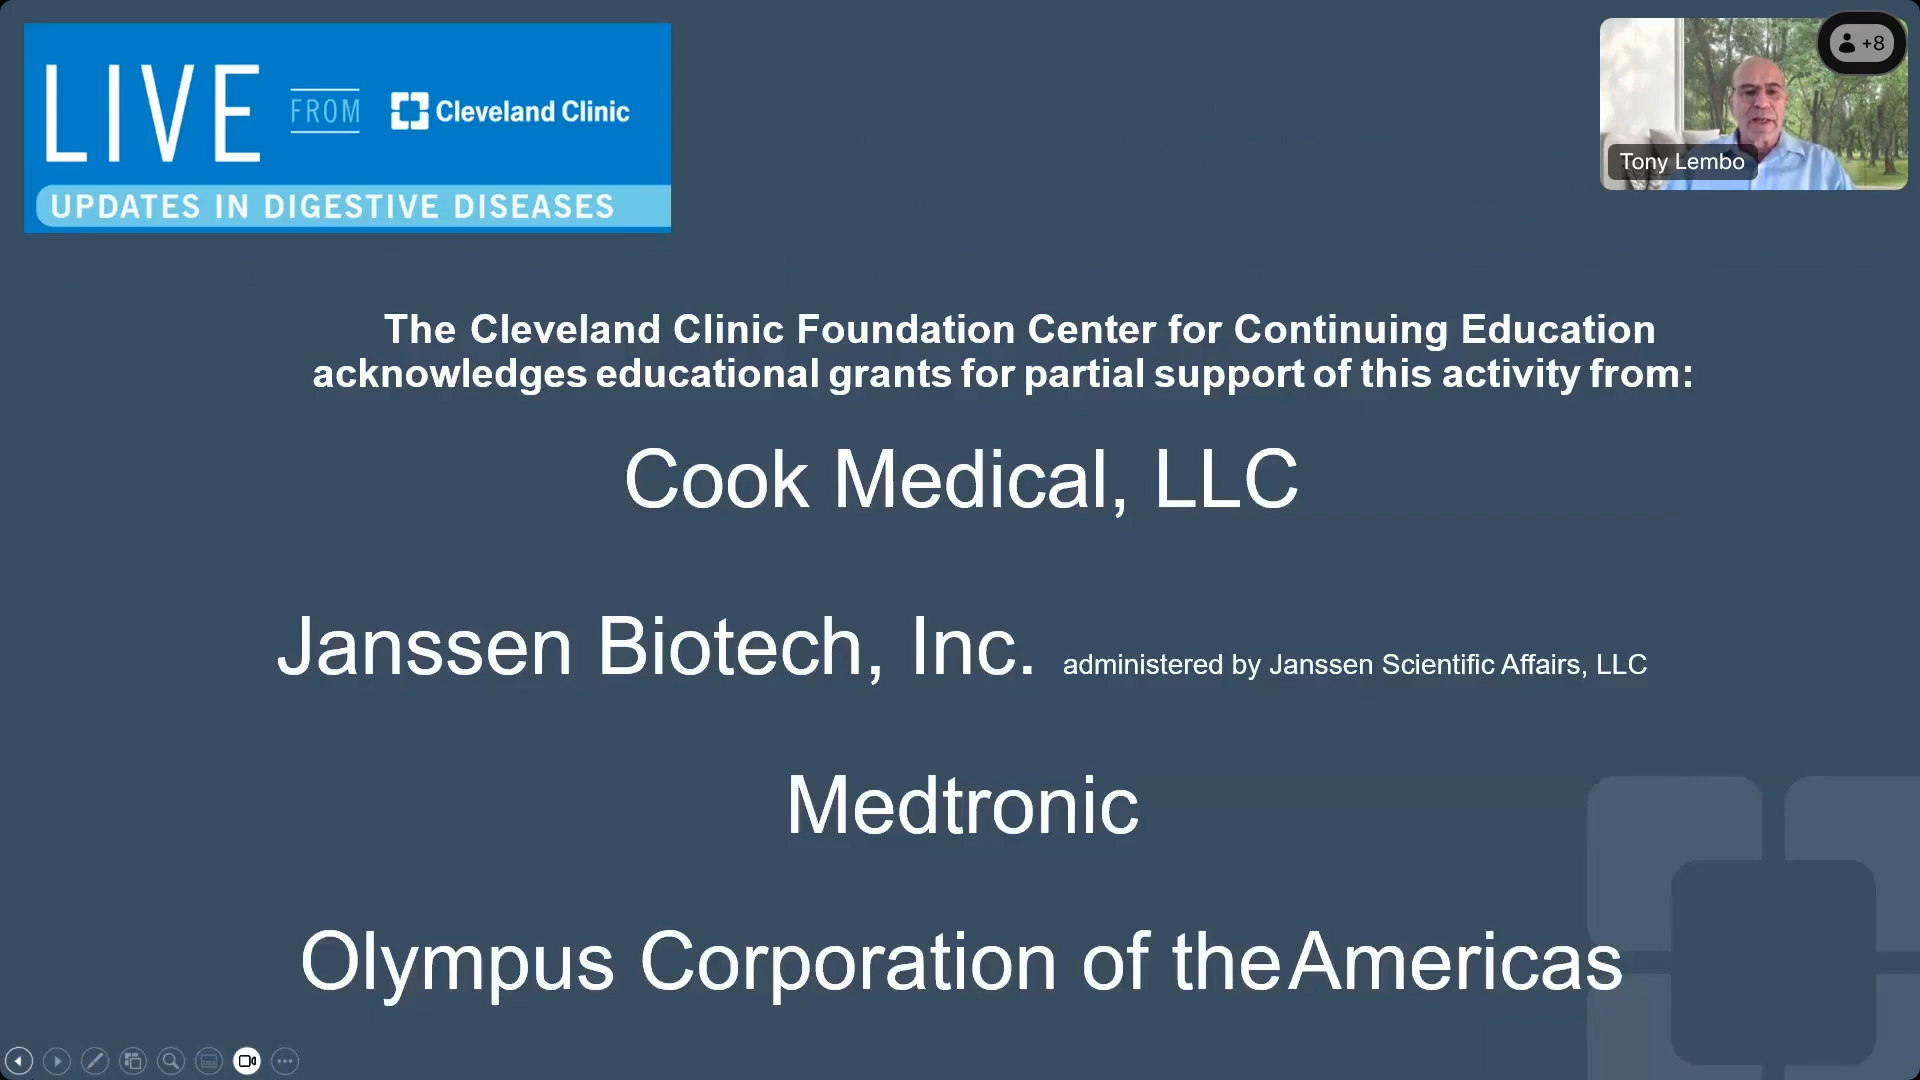 LIVE FROM Cleveland Clinic
UPDATES IN DIGESTIVE DISEASES
+8
Tony Lembo
The Cleveland Clinic Foundation Center for Continuing Education
acknowledges educational grants for partial support of this activity from:
Cook Medical, LLC
Janssen Biotech, Inc. administered by Janssen Scientific Affairs, LLC
Medtronic
Olympus Corporation of the Americas